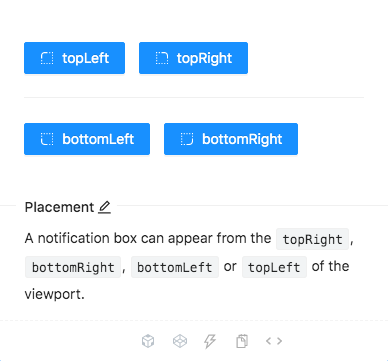 topLeft topRight
bottomLeft bottomRight
Placement
A notification box can appear from the topRight,
bottomRight, bottomLeft or topLeft of the
viewport.